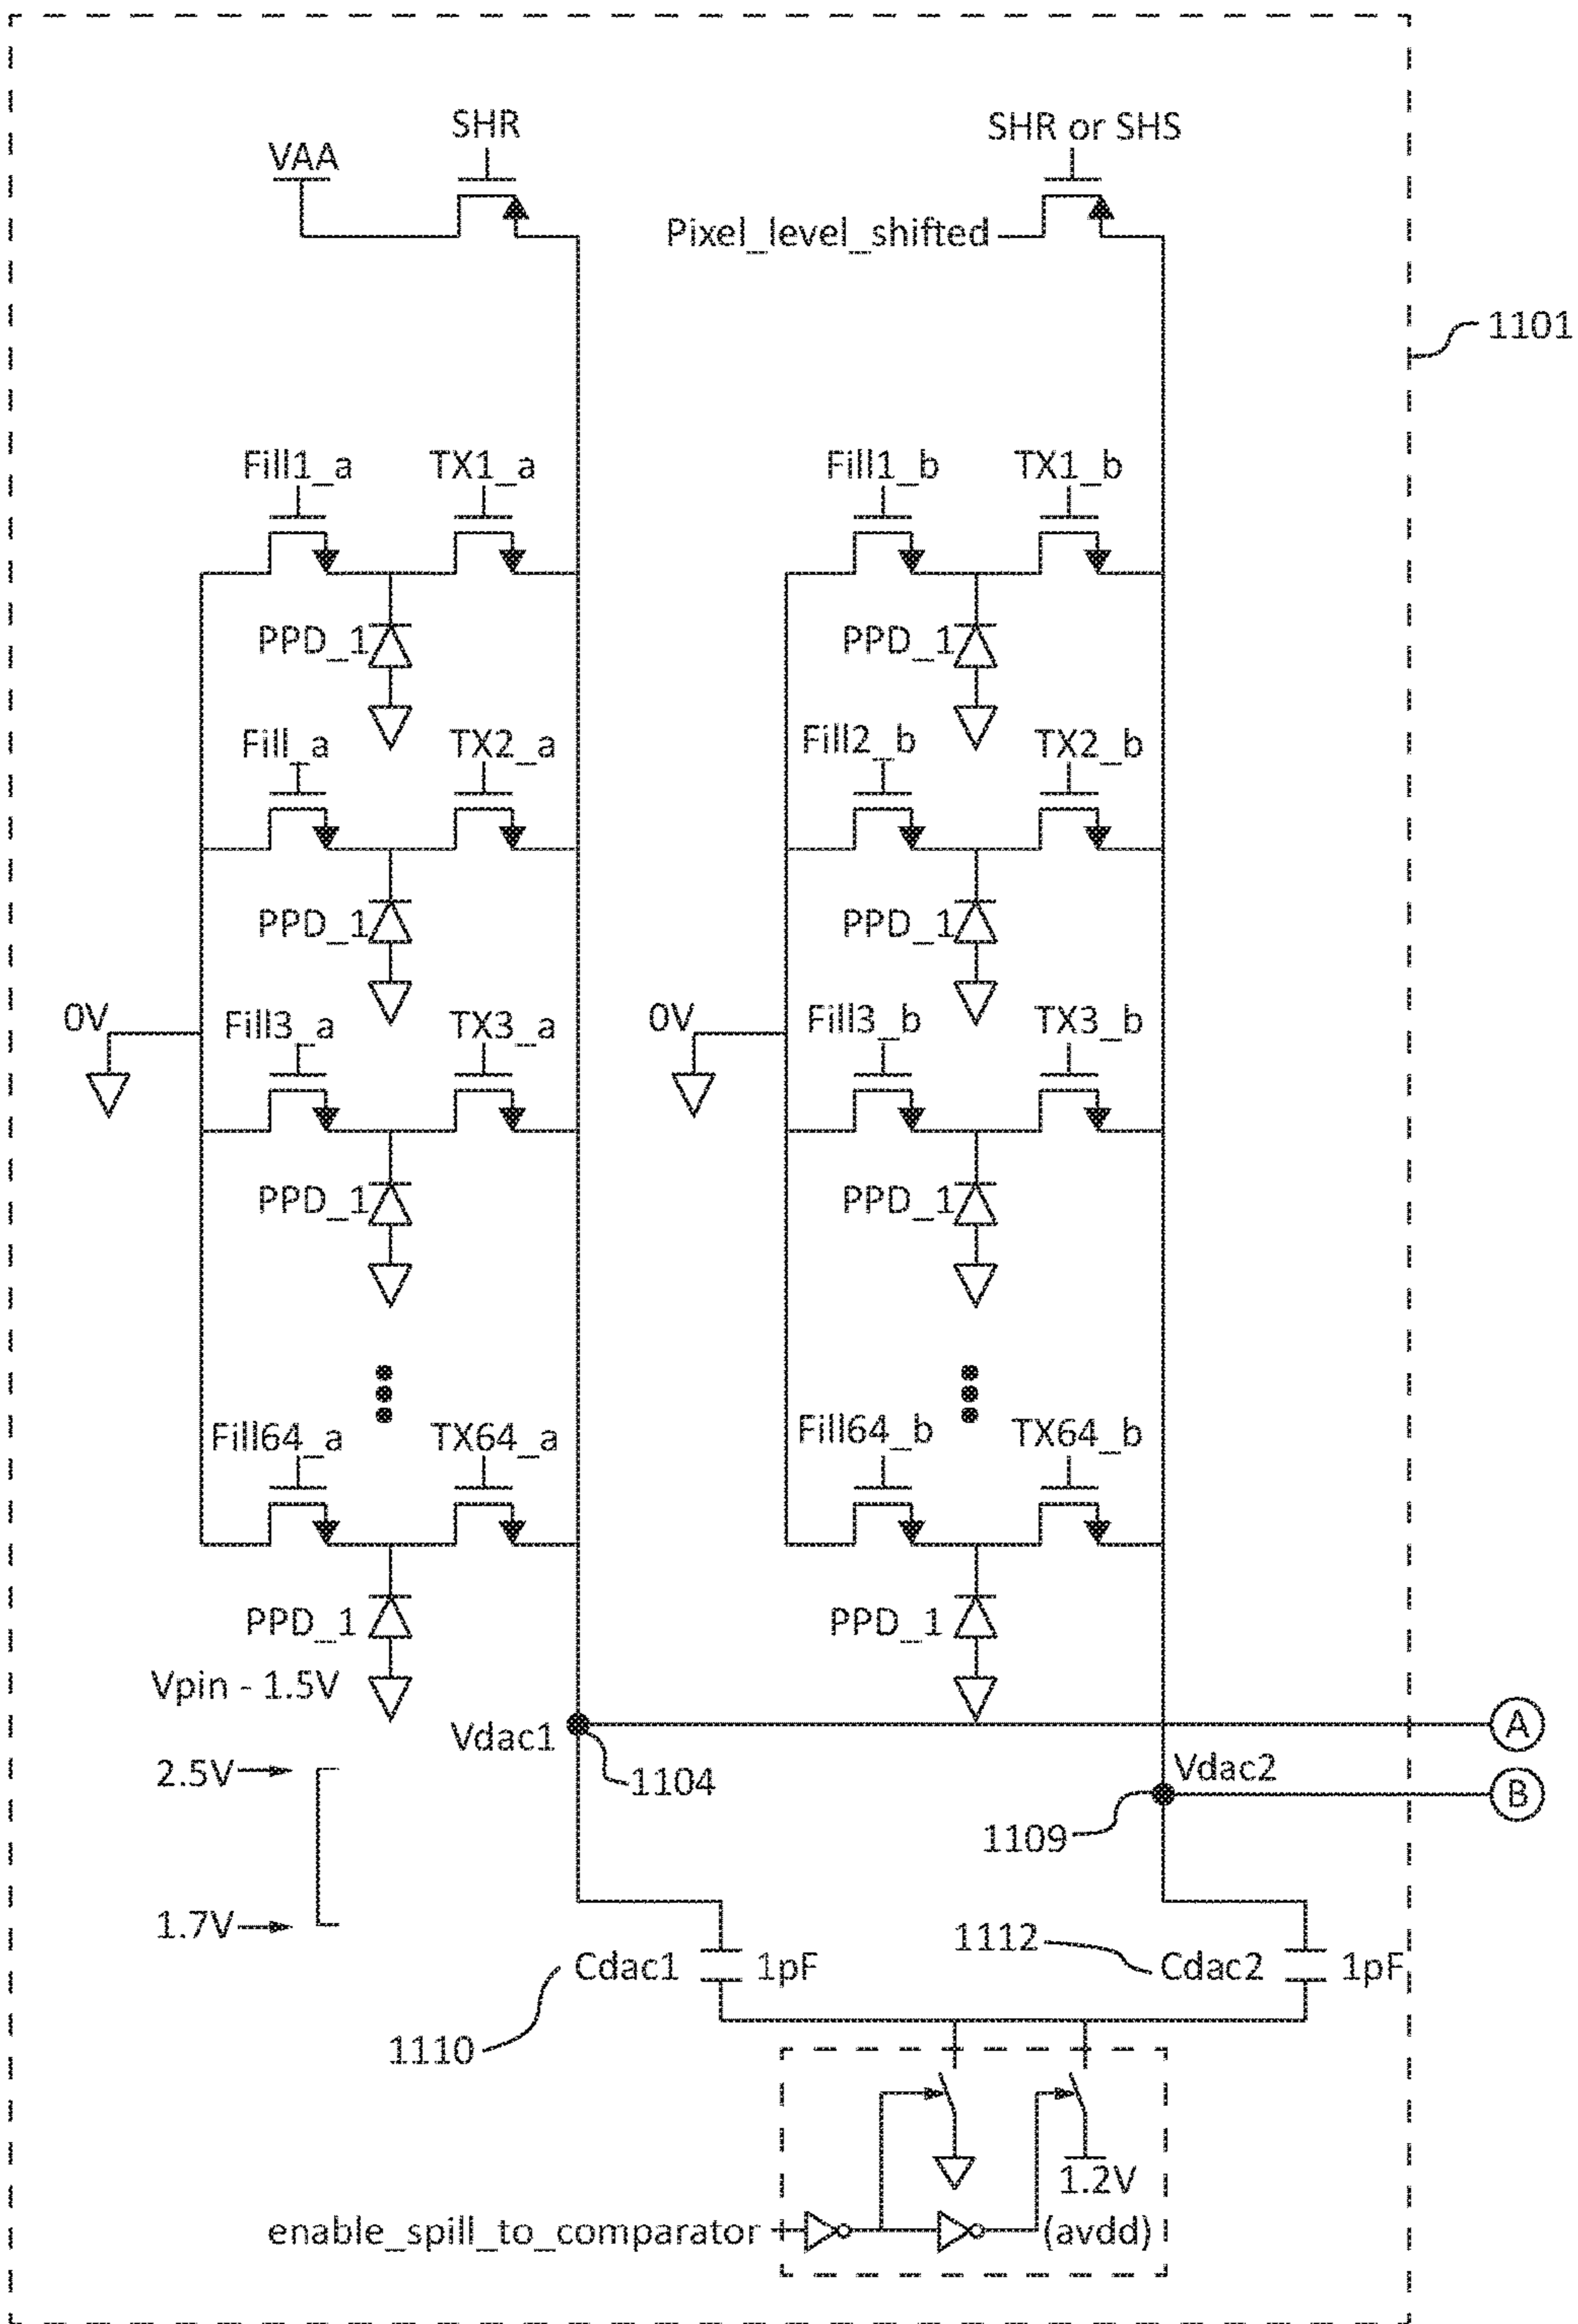 SHR
SHR or SHS
VAA
Pixel_level_shifted
1101
Fill1_a TX1_a Fill1_b TX1_b
PPD_1 PPD_1
Fill_a TX2_a Fill2_b TX2_b
PPD_1 PPD_1
0V Fill3_a TX3_a 0V Fill3_b TX3_b
PPD_1 PPD_1
Fill64_a TX64_a Fill64_b TX64_b
PPD_1 PPD_1
Vpin - 1.5V
Vdac1 A
2.5V 1104 Vdac2 B
1109
1.7V 1112
Cdac1 1pF Cdac2 1pF
1110
1.2V
enable_spill_to_comparator (avdd)